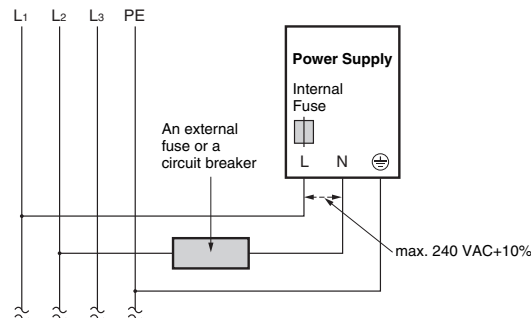 L1 L2 L3 PE
Power Supply
Internal
Fuse
An external
fuse or a
circuit breaker
L N
max. 240 VAC+10%